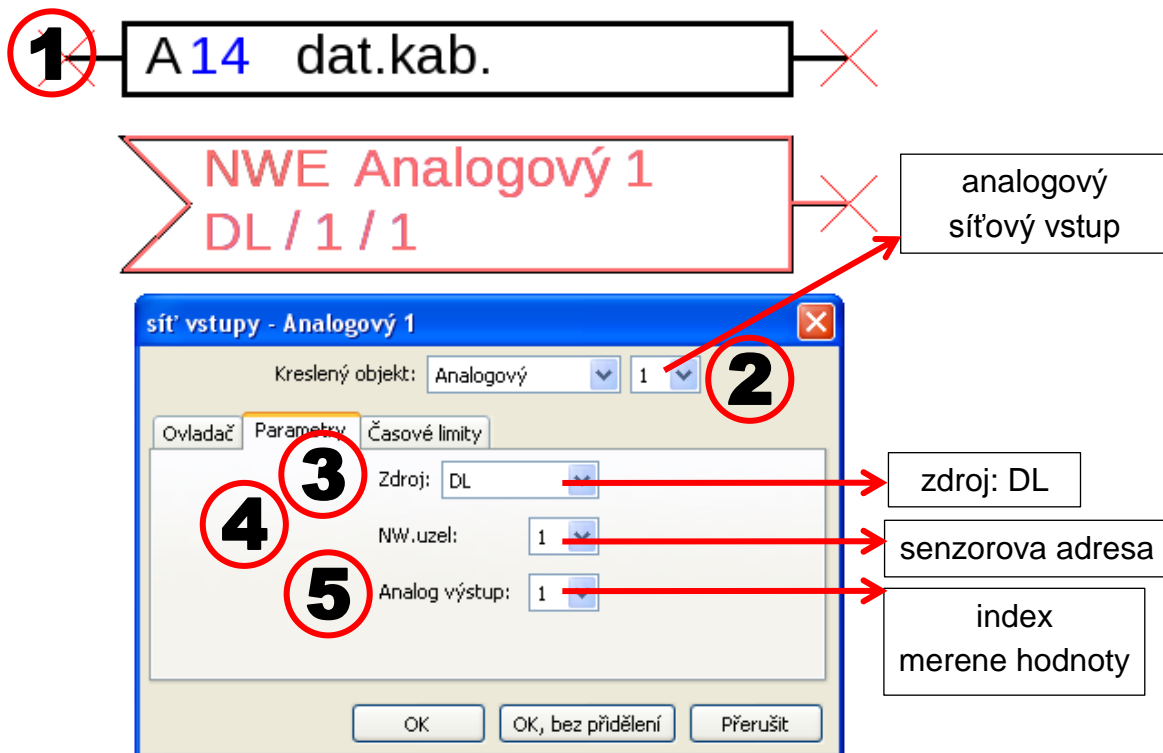 1
A14 dat.kab.
NWE Analogový 1
DL / 1 / 1
analogový
síťový vstup
síť vstupy - Analogový 1
Kreslený objekt: Analogový 1
2
Ovladač Parametry Časové limity
3
Zdroj: DL
zdroj: DL
4
NW.uzel: 1
senzorova adresa
5
Analog výstup: 1
index
merene hodnoty
OK OK, bez přidělení Přerušit